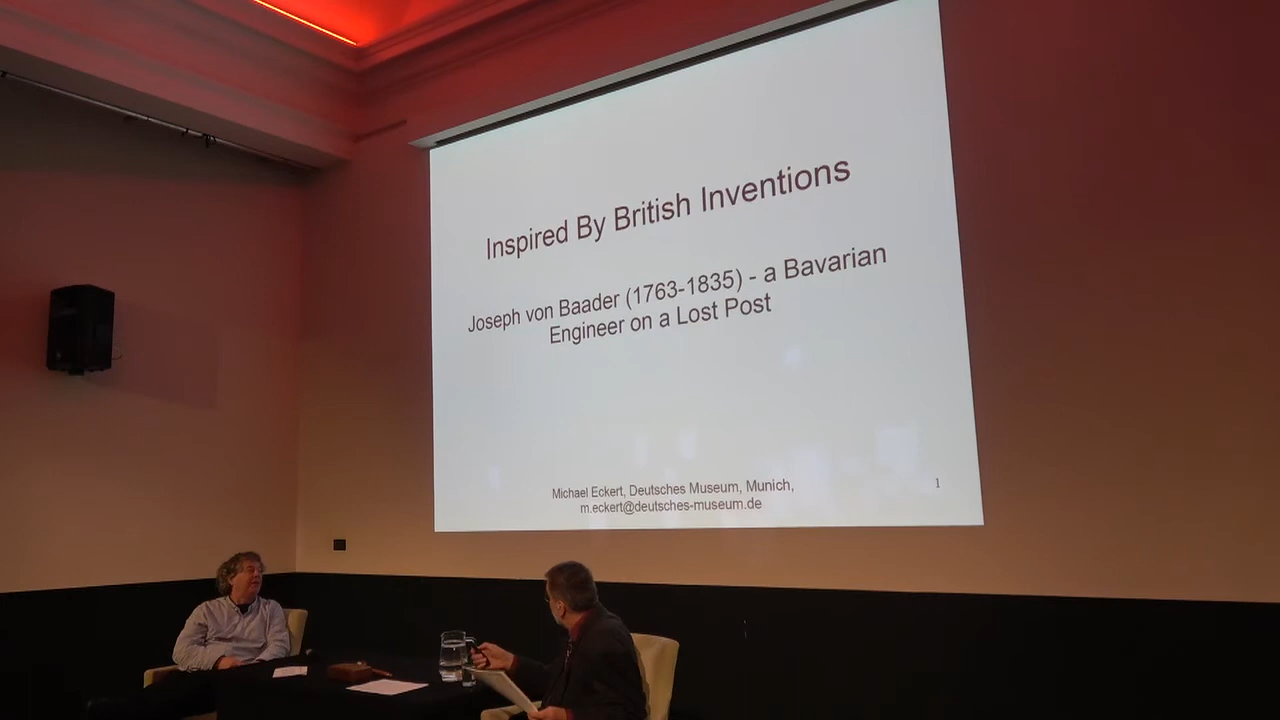 Inspired By British Inventions
Joseph von Baader (1763-1835) - a Bavarian
Engineer on a Lost Post
Michael Eckert, Deutsches Museum, Munich,
m.eckert@deutsches-museum.de
1